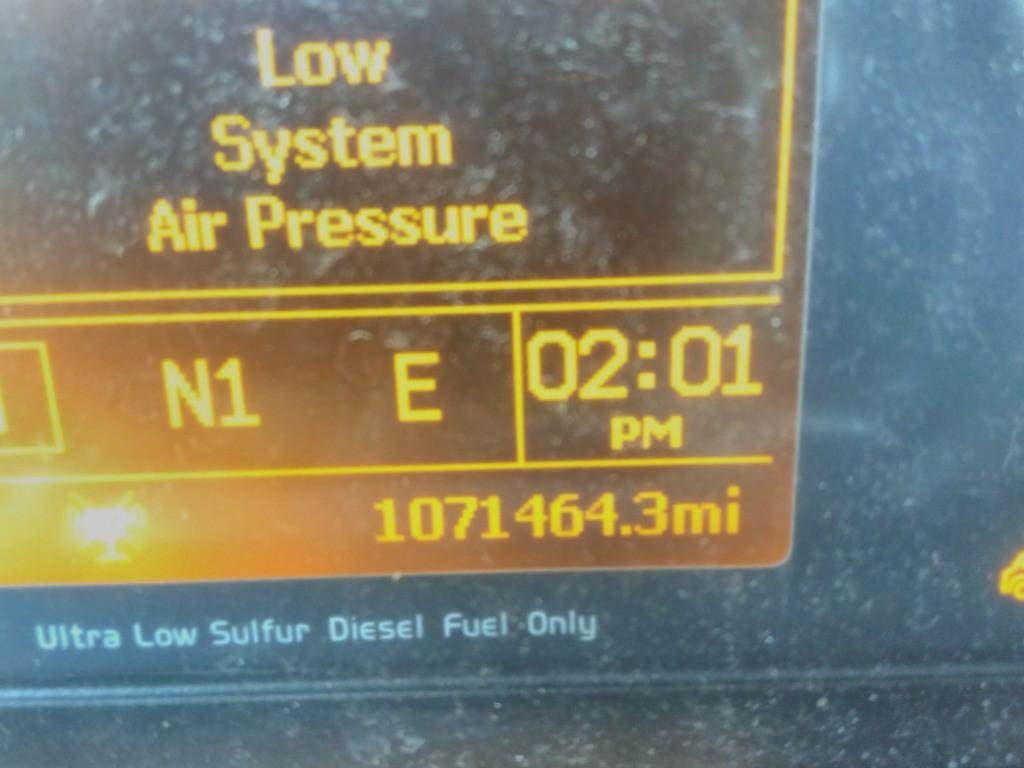 Low
System
Air Pressure
N1 E 02:01
PM
1071464.3mi
Ultra Low Sulfur Diesel Fuel Only